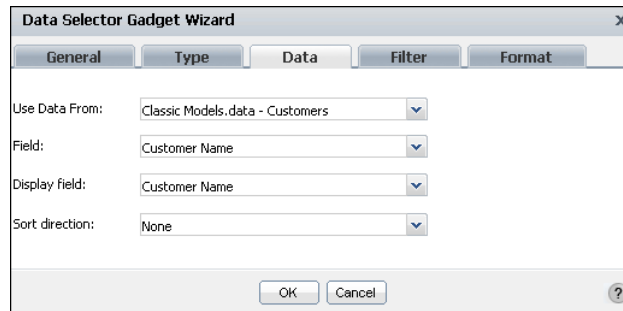 Data Selector Gadget Wizard x
General Type Data Filter Format
Use Data From: Classic Models.data - Customers
Field: Customer Name
Display field: Customer Name
Sort direction: None
OK Cancel ?